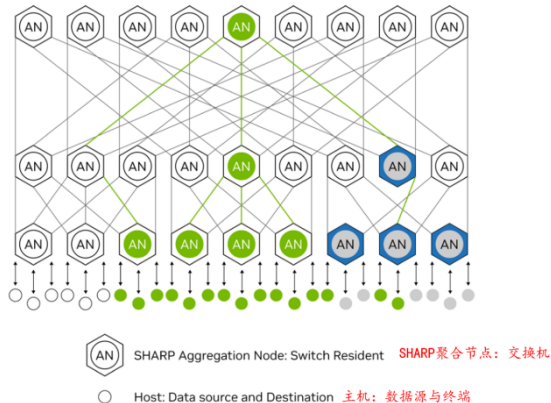 AN AN AN AN AN AN AN AN AN
AN AN AN AN AN AN AN AN AN
AN AN AN AN AN AN AN AN AN
AN SHARP Aggregation Node: Switch Resident SHARP聚合节点：交换机
Host: Data source and Destination 主机：数据源与终端